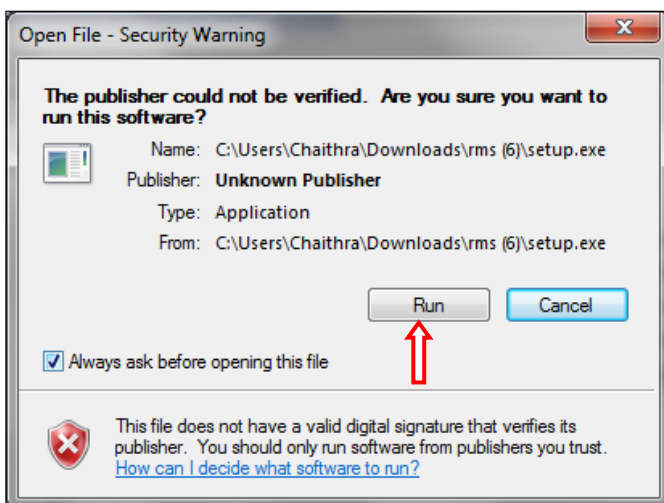 Open File - Security Warning
The publisher could not be verified.  Are you sure you want to
run this software?
Name: C:\Users\Chaithra\Downloads\rms (6)\setup.exe
Publisher: Unknown Publisher
Type: Application
From: C:\Users\Chaithra\Downloads\rms (6)\setup.exe
Run Cancel
Always ask before opening this file
This file does not have a valid digital signature that verifies its
publisher.  You should only run software from publishers you trust.
How can I decide what software to run?